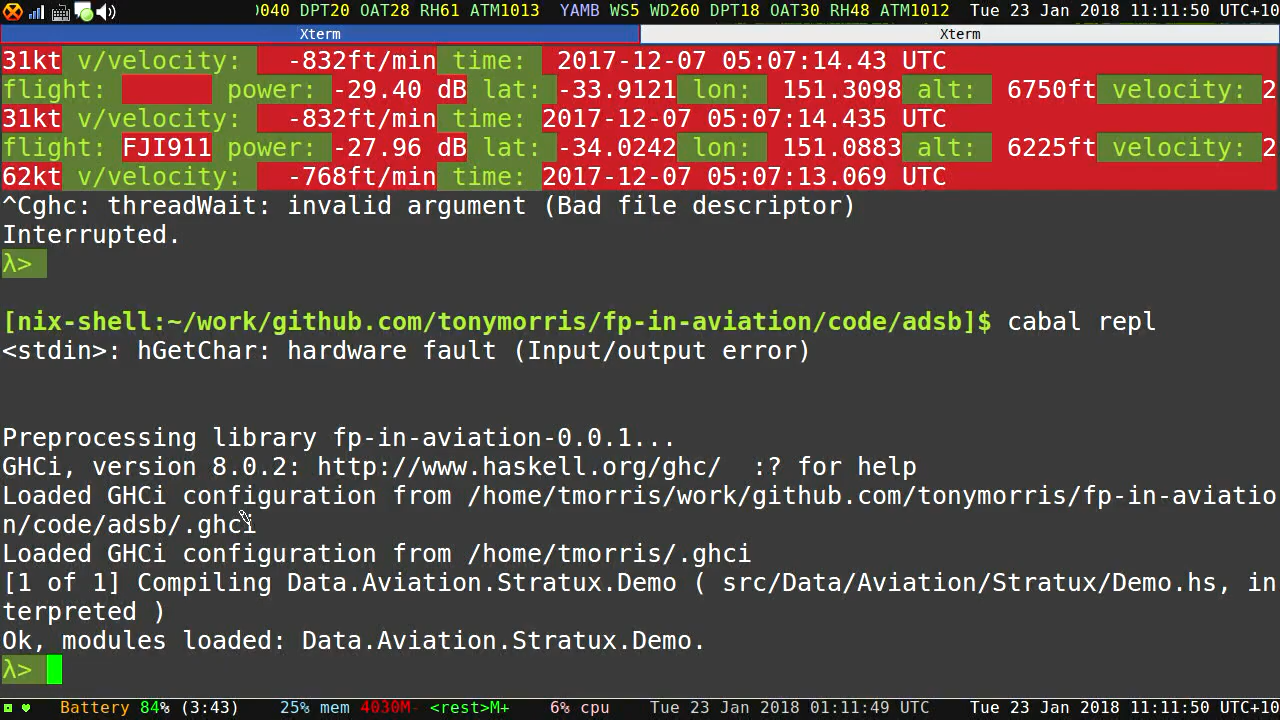 040 DPT20 OAT28 RH61 ATM1013 YAMB WS5 WD260 DPT18 OAT30 RH48 ATM1012 Tue 23 Jan 2018 11:11:50 UTC+10
Xterm Xterm
31kt v/velocity: -832ft/min time: 2017-12-07 05:07:14.43 UTC
flight: power: -29.40 dB lat: -33.9121 lon: 151.3098 alt: 6750ft velocity: 2
31kt v/velocity: -832ft/min time: 2017-12-07 05:07:14.435 UTC
flight: FJI911 power: -27.96 dB lat: -34.0242 lon: 151.0883 alt: 6225ft velocity: 2
62kt v/velocity: -768ft/min time: 2017-12-07 05:07:13.069 UTC
^Cghc: threadWait: invalid argument (Bad file descriptor)
Interrupted.
λ>
[nix-shell:~/work/github.com/tonymorris/fp-in-aviation/code/adsb]$ cabal repl
<stdin>: hGetChar: hardware fault (Input/output error)
Preprocessing library fp-in-aviation-0.0.1...
GHCi, version 8.0.2: http://www.haskell.org/ghc/ :? for help
Loaded GHCi configuration from /home/tmorris/work/github.com/tonymorris/fp-in-aviatio
n/code/adsb/.ghci
Loaded GHCi configuration from /home/tmorris/.ghci
[1 of 1] Compiling Data.Aviation.Stratux.Demo ( src/Data/Aviation/Stratux/Demo.hs, in
terpreted )
Ok, modules loaded: Data.Aviation.Stratux.Demo.
λ>
Battery 84% (3:43) 25% mem 4030M- <rest>M+ 6% cpu Tue 23 Jan 2018 01:11:49 UTC Tue 23 Jan 2018 11:11:50 UTC+10